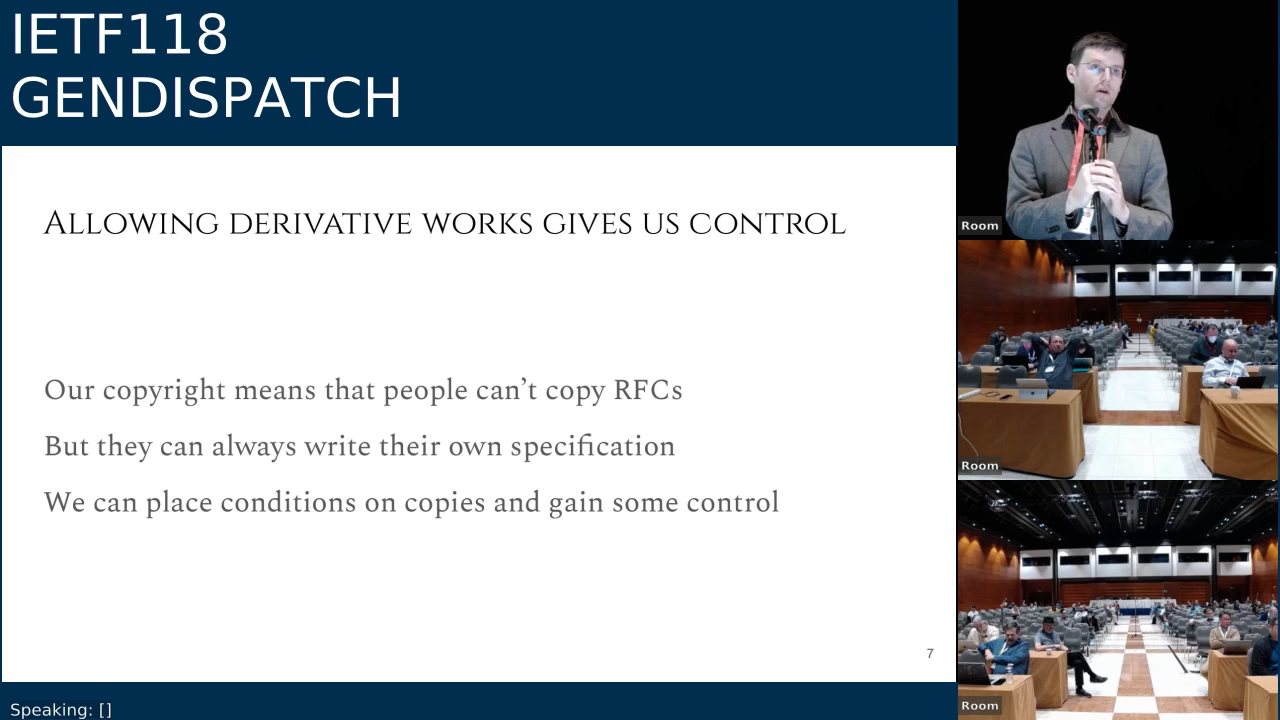 IETF118
GENDISPATCH
Allowing derivative works gives us control
Our copyright means that people can’t copy RFCs
But they can always write their own specification
We can place conditions on copies and gain some control
7
Speaking: []
Room
Room
Room